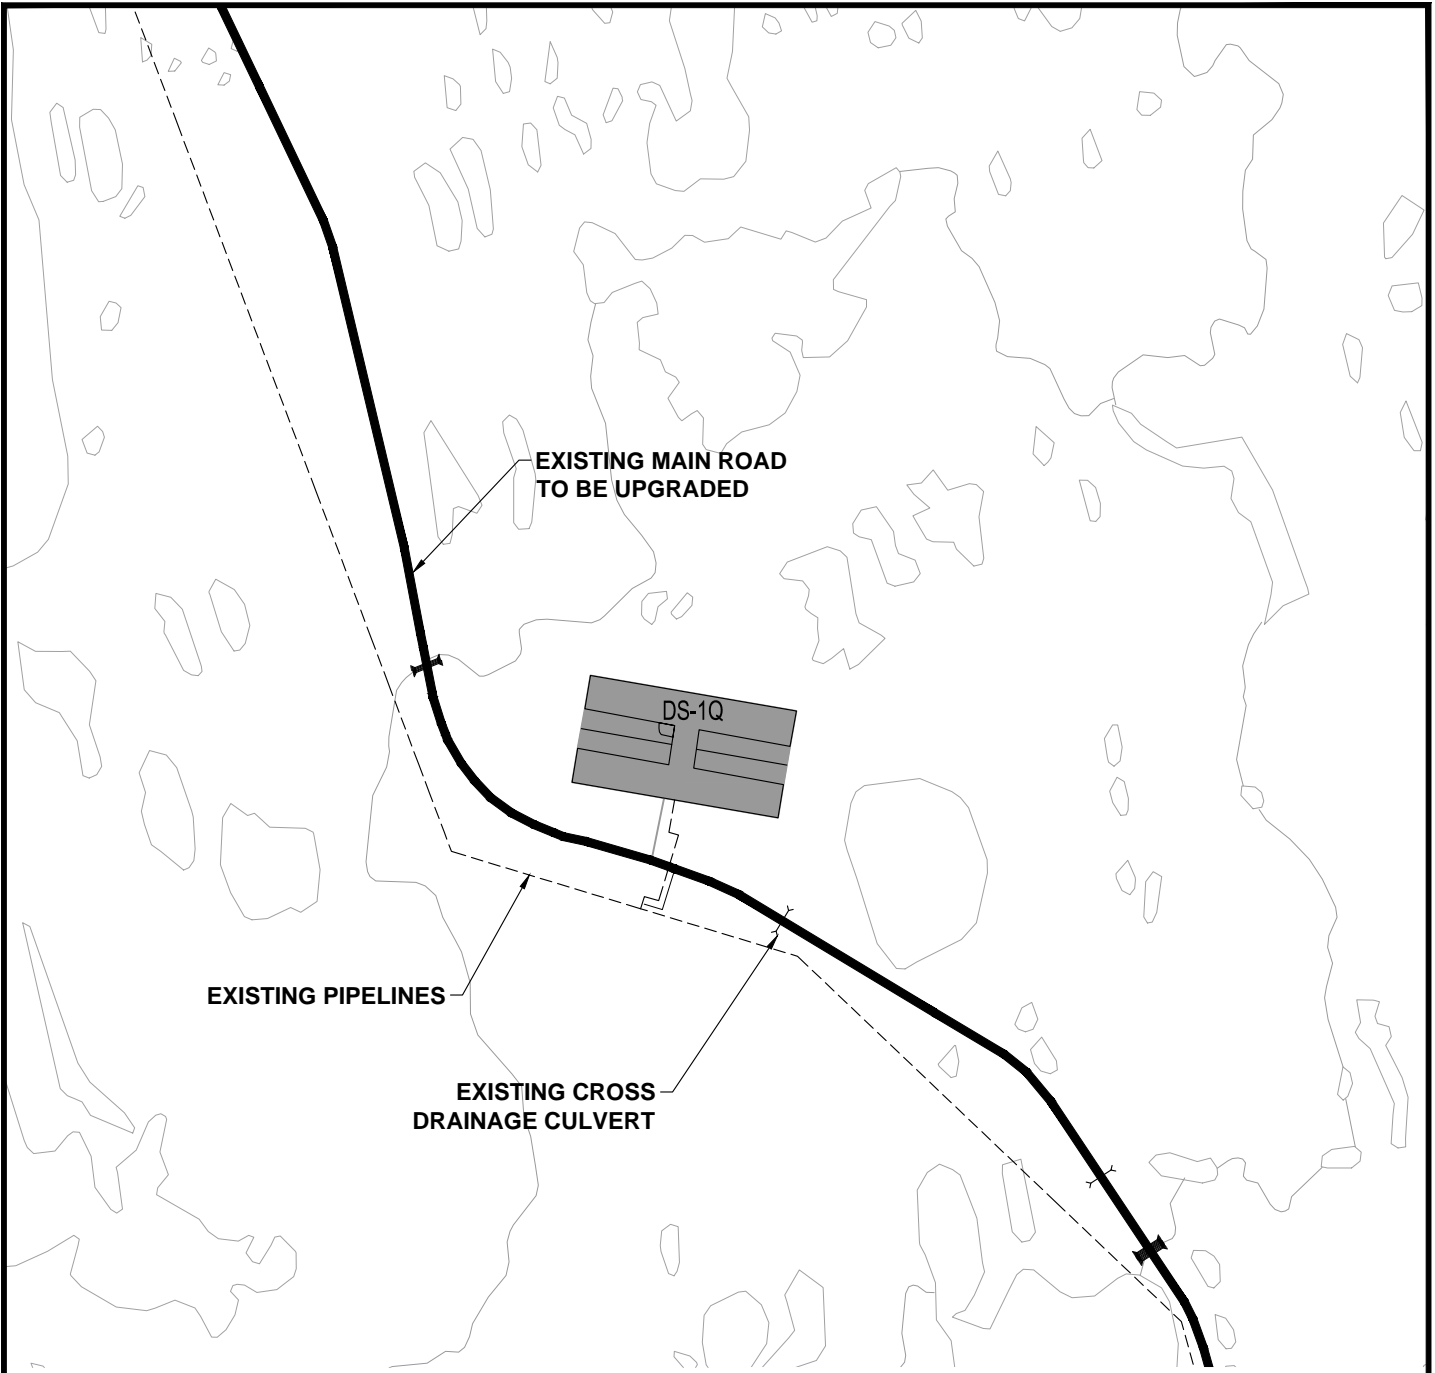 EXISTING MAIN ROAD
TO BE UPGRADED
DS-1Q
EXISTING PIPELINES
EXISTING CROSS
DRAINAGE CULVERT